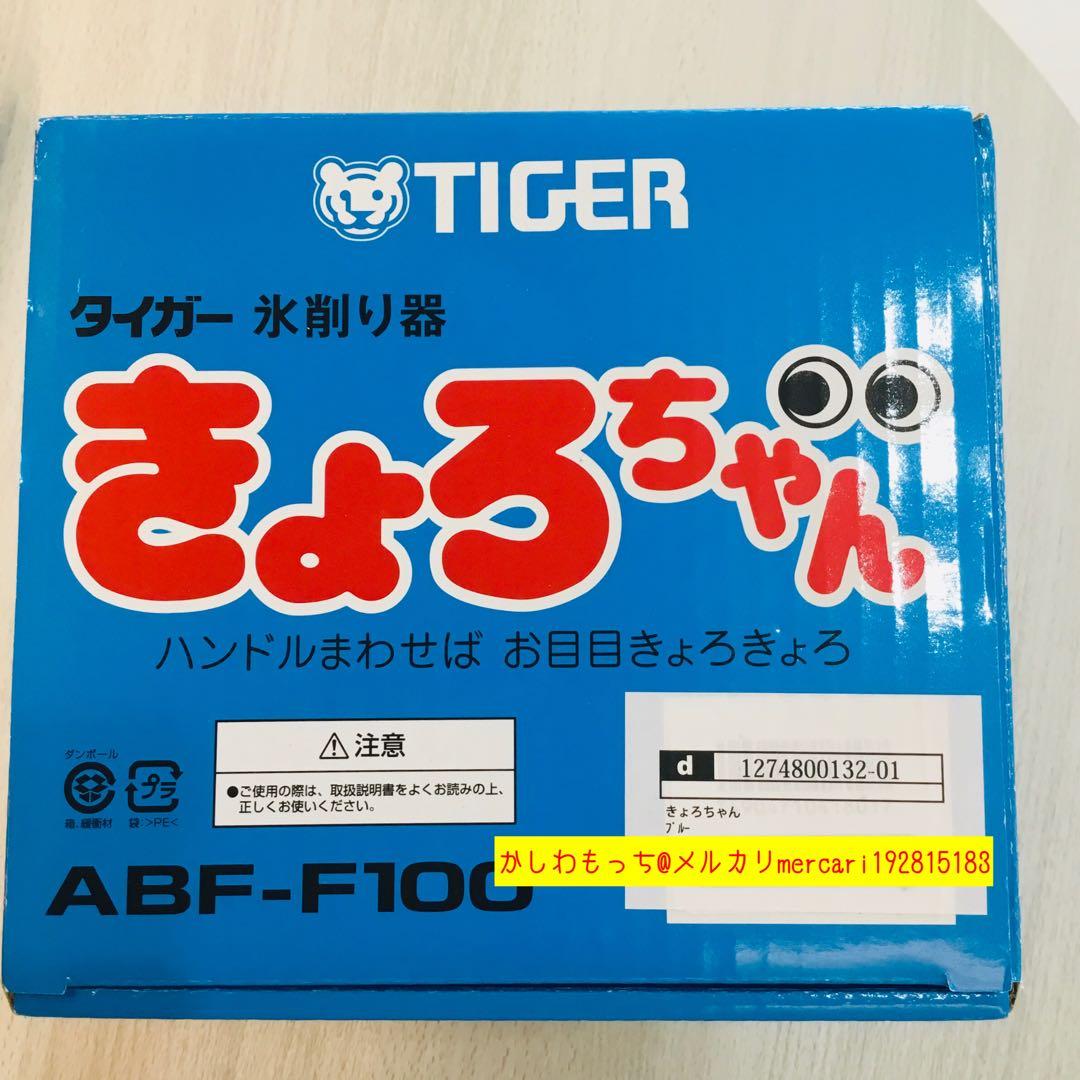 TIGER
タイガー 氷削り器
きょろちゃん
ハンドルまわせば お目目きょろきょろ
⚠注意
●ご使用の際は、取扱説明書をよくお読みの上、
正しくお使いください。
ダンボール
プラ
箱、緩衝材 袋:>PE<
d 1274800132-01
きょろちゃん
ブルー
かしわもっち@メルカリmercari192815183
ABF-F100